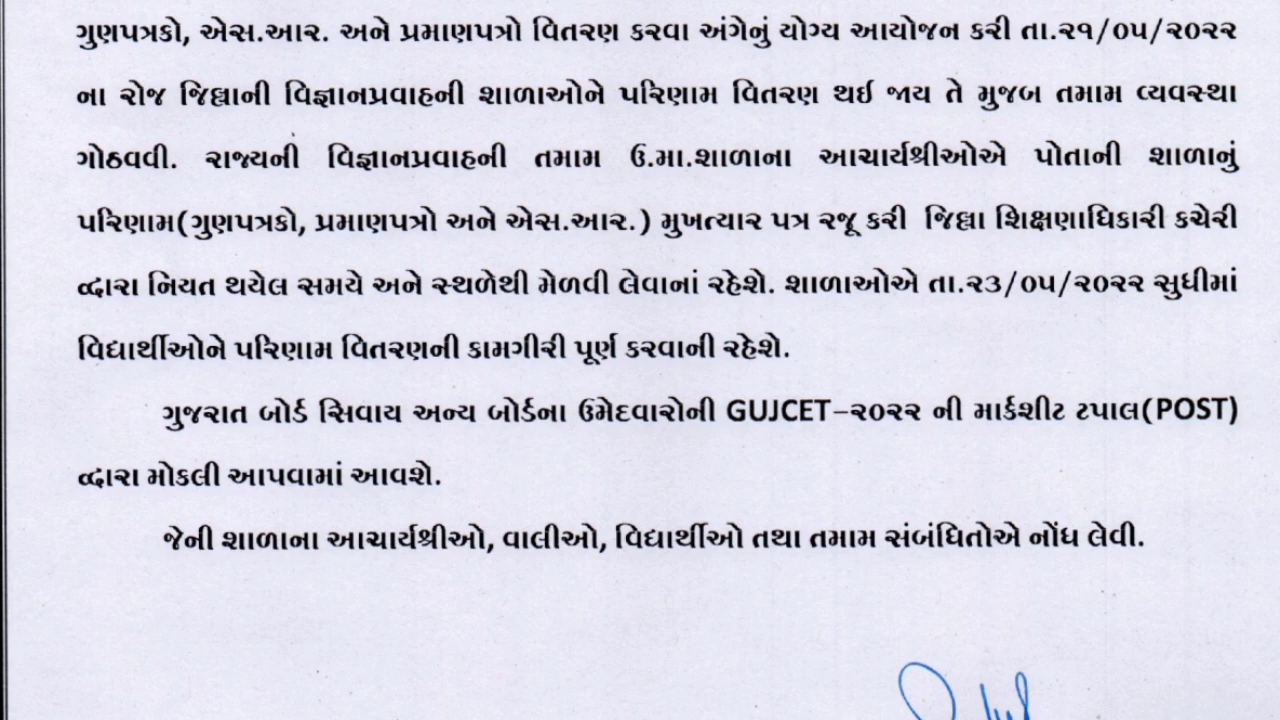 ગુણપત્રકો, એસ.આર. અને પ્રમાણપત્રો વિતરણ કરવા અંગેનું યોગ્ય આયોજન કરી તા.૨૧/૦૫/૨૦૨૨
ના રોજ જિલ્લાની વિજ્ઞાનપ્રવાહની શાળાઓને પરિણામ વિતરણ થઈ જાય તે મુજબ તમામ વ્યવસ્થા
ગોઠવવી. રાજ્યની વિજ્ઞાનપ્રવાહની તમામ ઉ.મા.શાળાના આચાર્યશ્રીઓએ પોતાની શાળાનું
પરિણામ(ગુણપત્રકો, પ્રમાણપત્રો અને એસ.આર.) મુખત્યાર પત્ર રજૂ કરી જિલ્લા શિક્ષણાધિકારી કચેરી
દ્વારા નિયત થયેલ સમયે અને સ્થળેથી મેળવી લેવાનાં રહેશે. શાળાઓએ તા.૨૩/૦૫/૨૦૨૨ સુધીમાં
વિદ્યાર્થીઓને પરિણામ વિતરણની કામગીરી પૂર્ણ કરવાની રહેશે.
ગુજરાત બોર્ડ સિવાય અન્ય બોર્ડના ઉમેદવારોની GUJCET-૨૦૨૨ ની માર્કશીટ ટપાલ(POST)
દ્વારા મોકલી આપવામાં આવશે.
જેની શાળાના આચાર્યશ્રીઓ, વાલીઓ, વિદ્યાર્થીઓ તથા તમામ સંબંધિતોએ નોંધ લેવી.